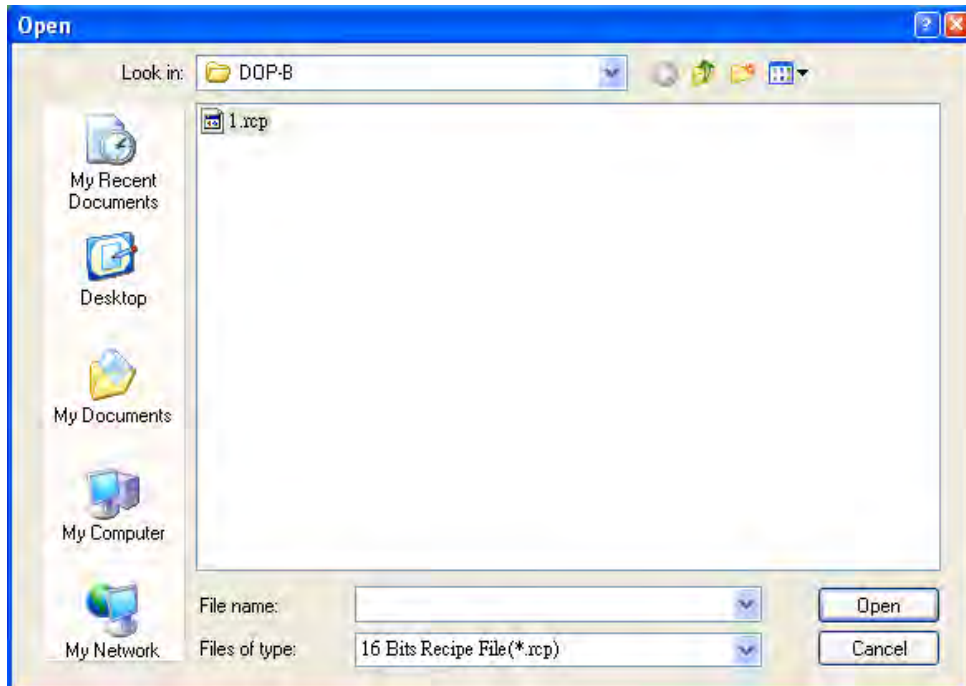 Open
Look in: DOP-B
1.rcp
My Recent
Documents
Desktop
My Documents
My Computer
My Network
File name:
Open
Files of type: 16 Bits Recipe File(*.rcp)
Cancel